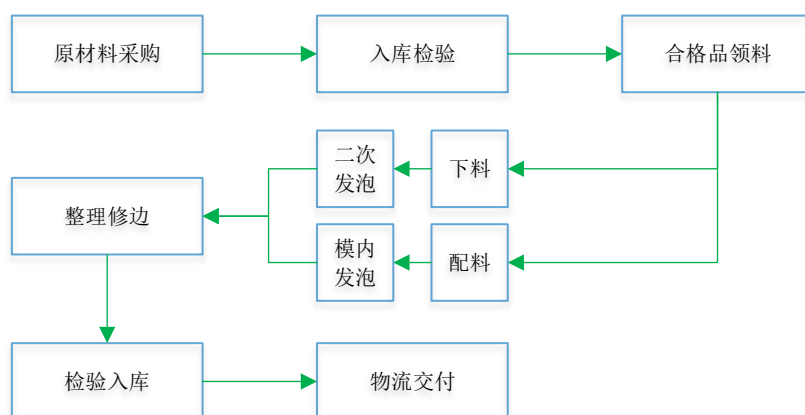 原材料采购
入库检验
合格品领料
二次
发泡
下料
整理修边
模内
发泡
配料
检验入库
物流交付